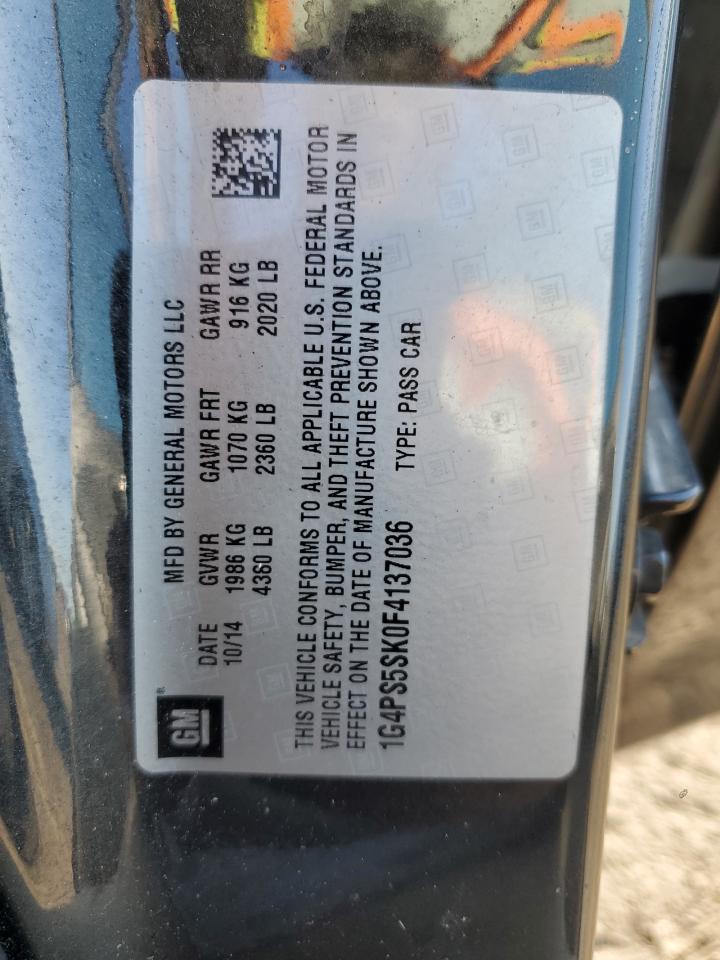 GM®
MFD BY GENERAL MOTORS LLC
DATE GVWR GAWR FRT GAWR RR
10/14 1986 KG 1070 KG 916 KG
4360 LB 2360 LB 2020 LB
THIS VEHICLE CONFORMS TO ALL APPLICABLE U.S. FEDERAL MOTOR
VEHICLE SAFETY, BUMPER, AND THEFT PREVENTION STANDARDS IN
EFFECT ON THE DATE OF MANUFACTURE SHOWN ABOVE.
1G4PS5SK0F4137036 TYPE: PASS CAR